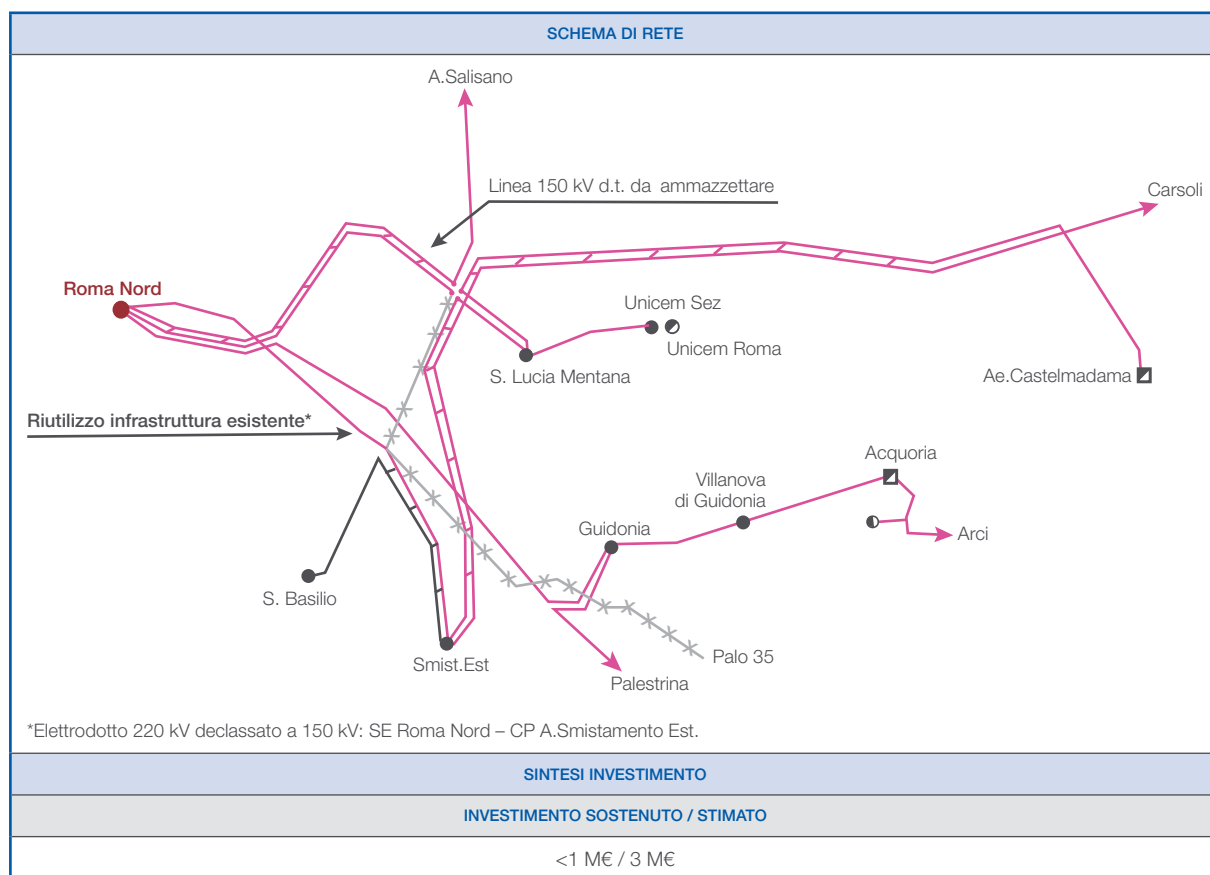 SCHEMA DI RETE
A.Salisano
Linea 150 kV d.t. da ammazzettare
Carsoli
Roma Nord
Unicem Sez
Unicem Roma
S. Lucia Mentana
Ae.Castelmadama
Riutilizzo infrastruttura esistente*
Acquoria
Villanova
di Guidonia
Guidonia
Arci
S. Basilio
Smist.Est
Palo 35
Palestrina
*Elettrodotto 220 kV declassato a 150 kV: SE Roma Nord – CP A.Smistamento Est.
SINTESI INVESTIMENTO
INVESTIMENTO SOSTENUTO / STIMATO
<1 M€ / 3 M€